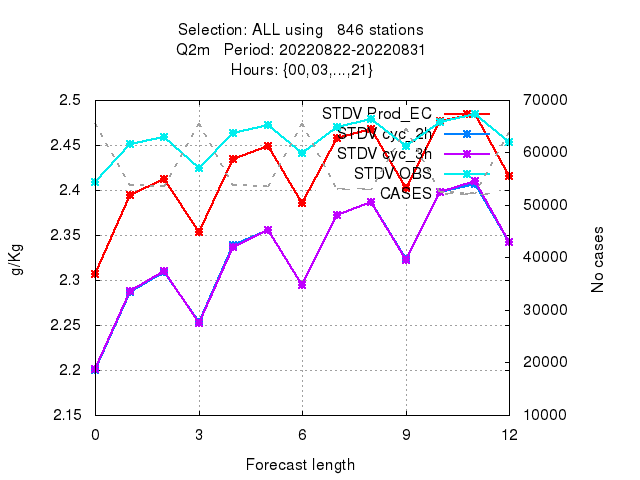 Selection: ALL using   846 stations
Q2m   Period: 20220822-20220831
Hours: {00,03,...,21}
2.5
2.45
2.4
2.35
2.3
2.25
2.2
2.15
g/Kg
70000
60000
50000
40000
30000
20000
10000
No cases
STDV Prod_EC
STDV cyc_2h
STDV cyc_3h
STDV OBS
CASES
0 3 6 9 12
Forecast length